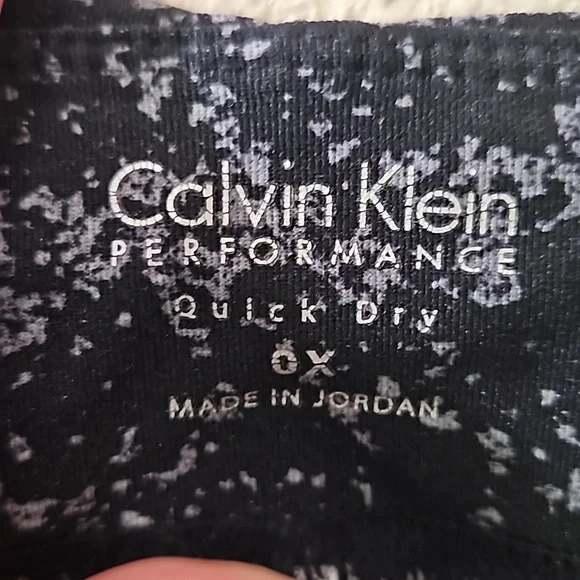 Calvin Klein
PERFORMANCE
Quick Dry
0X
MADE IN JORDAN